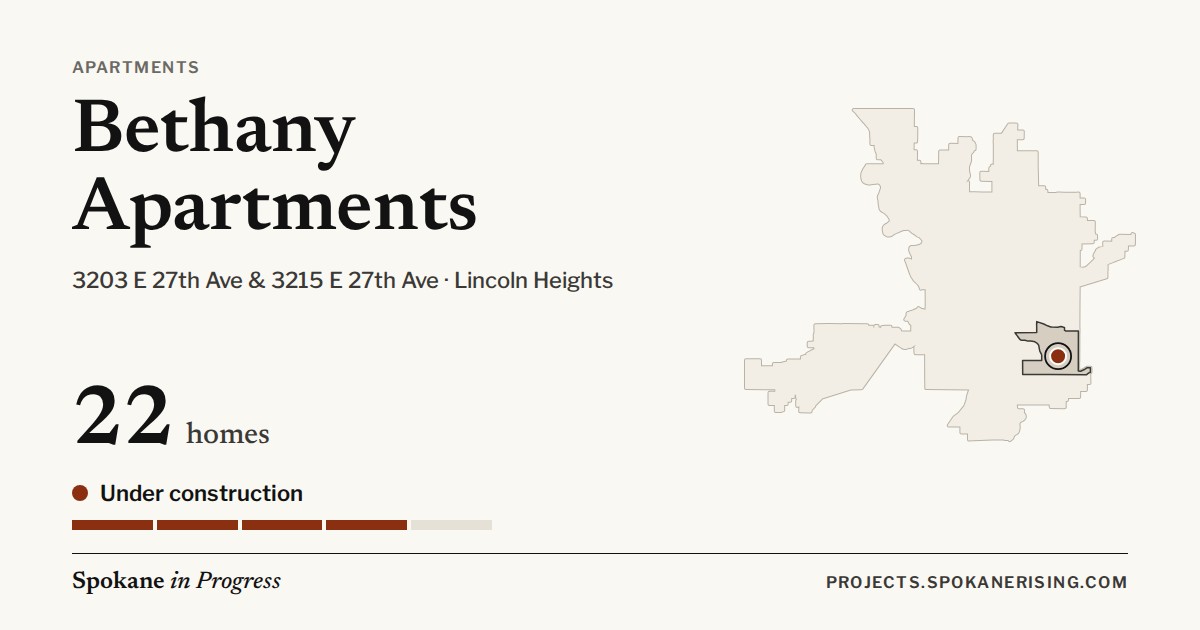 APARTMENTS
Bethany
Apartments
3203 E 27th Ave & 3215 E 27th Ave · Lincoln Heights
22 homes
Under construction
Spokane in Progress
PROJECTS.SPOKANERISING.COM